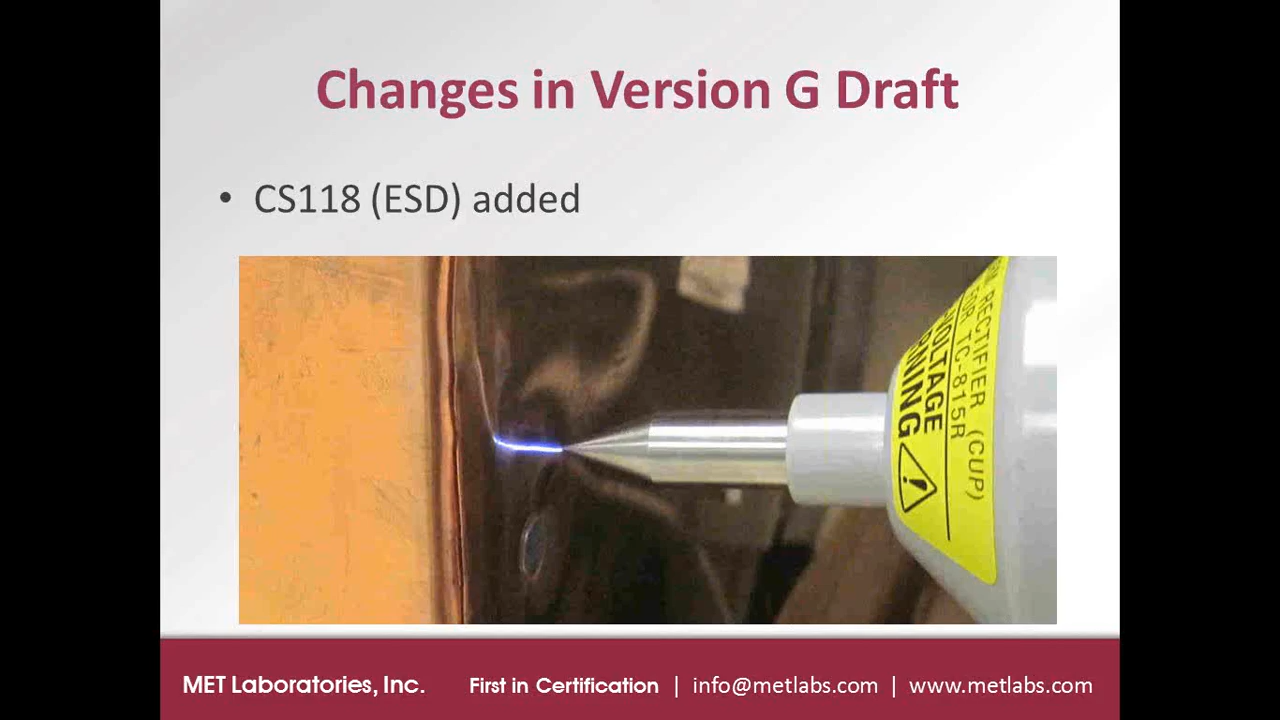 Changes in Version G Draft
• CS118 (ESD) added
RECTIFIER (CUP)
FOR TC-815R
VOLTAGE
MET Laboratories, Inc. First in Certification | info@metlabs.com | www.metlabs.com